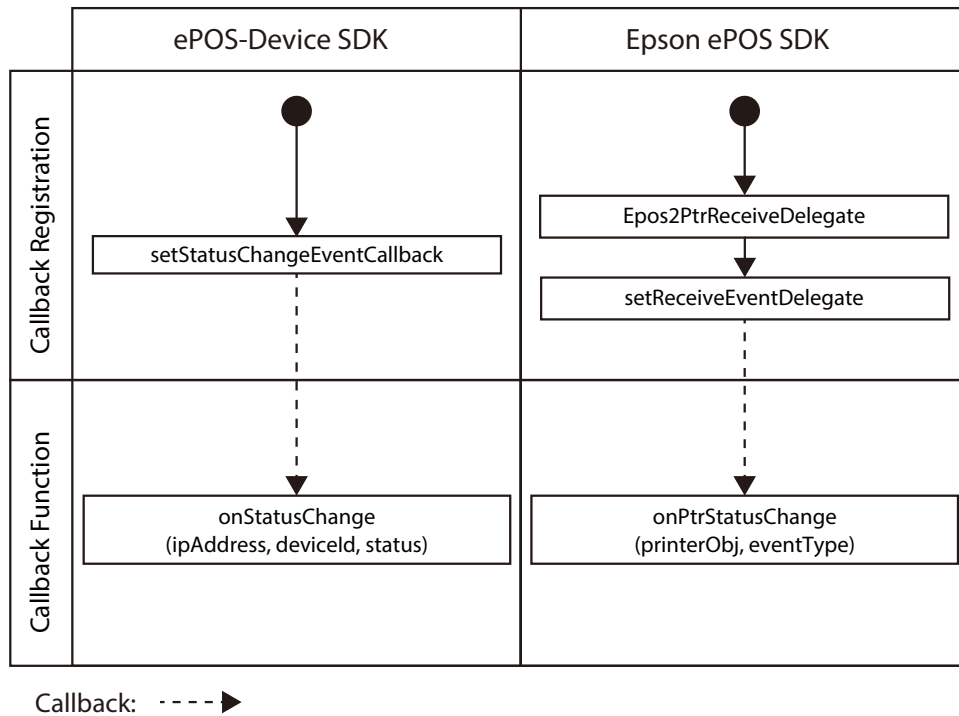 ePOS-Device SDK
Epson ePOS SDK
Callback Registration
setStatusChangeEventCallback
Epos2PtrReceiveDelegate
setReceiveEventDelegate
Callback Function
onStatusChange
(ipAddress, deviceId, status)
onPtrStatusChange
(printerObj, eventType)
Callback: